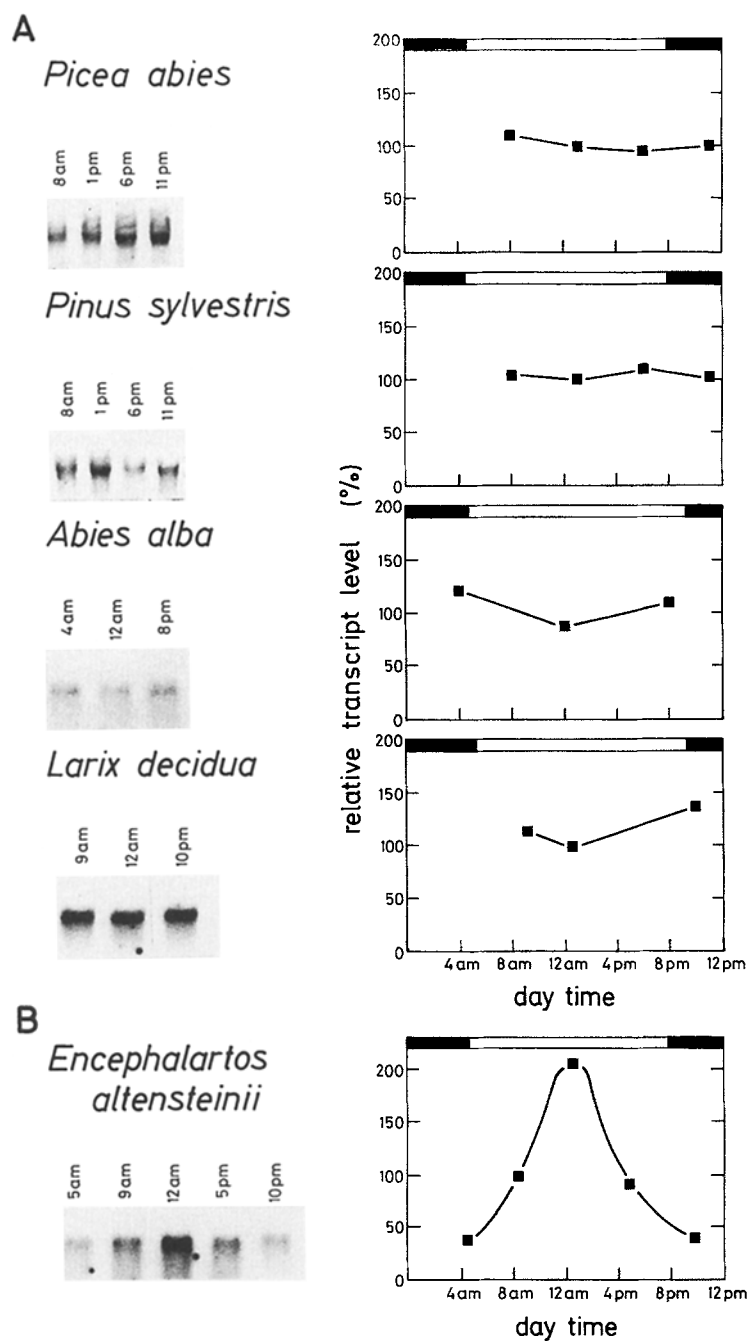 A
Picea abies
8am 1pm 6pm 11pm
Pinus sylvestris
8am 1pm 6pm 11pm
Abies alba
4am 12am 8pm
Larix decidua
9am 12am 10pm
relative transcript level (%)
200
150
100
50
0
200
150
100
50
0
200
150
100
50
0
200
150
100
50
0
4am 8am 12am 4pm 8pm 12pm
day time
B
Encephalartos
altensteinii
5am 9am 12am 5pm 10pm
200
150
100
50
0
4am 8am 12am 4pm 8pm 12pm
day time